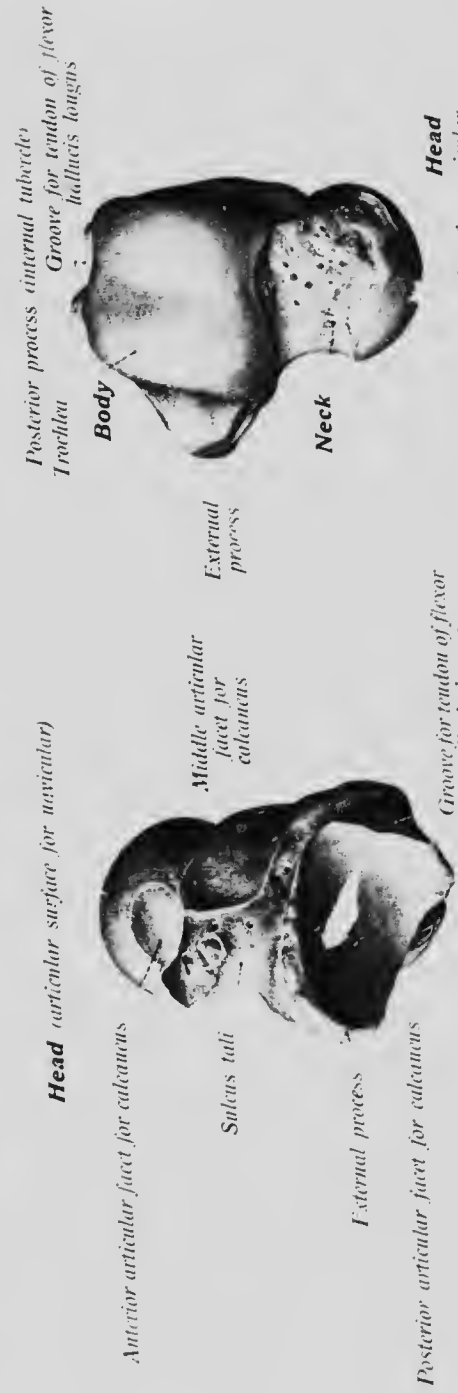 Head (articular surface for navicular)
Anterior articular facet for calcaneus
Middle articular
facet for
calcaneus
Sulcus tali
External process
Posterior articular facet for calcaneus
Groove for tendon of flexor
Posterior process (internal tubercle)
Trochlea
Groove for tendon of flexor
hallucis longus
Body
External
process
Neck
Head